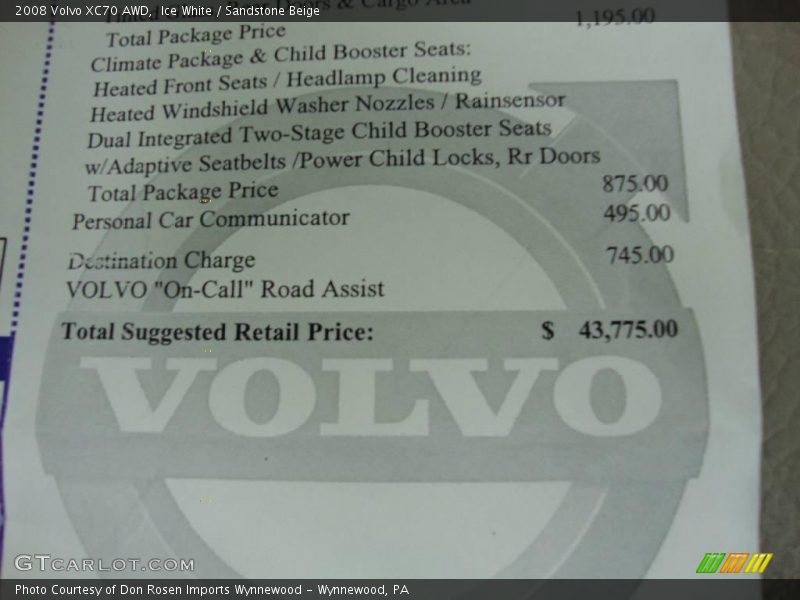 2008 Volvo XC70 AWD, Ice White / Sandstone Beige
Doors & Cargo Area
1,195.00
Total Package Price
Climate Package & Child Booster Seats:
Heated Front Seats / Headlamp Cleaning
Heated Windshield Washer Nozzles / Rainsensor
Dual Integrated Two-Stage Child Booster Seats
w/Adaptive Seatbelts /Power Child Locks, Rr Doors
Total Package Price 875.00
Personal Car Communicator 495.00
Destination Charge 745.00
VOLVO "On-Call" Road Assist
Total Suggested Retail Price: $ 43,775.00
VOLVO
GTCARLOT.COM
Photo Courtesy of Don Rosen Imports Wynnewood - Wynnewood, PA